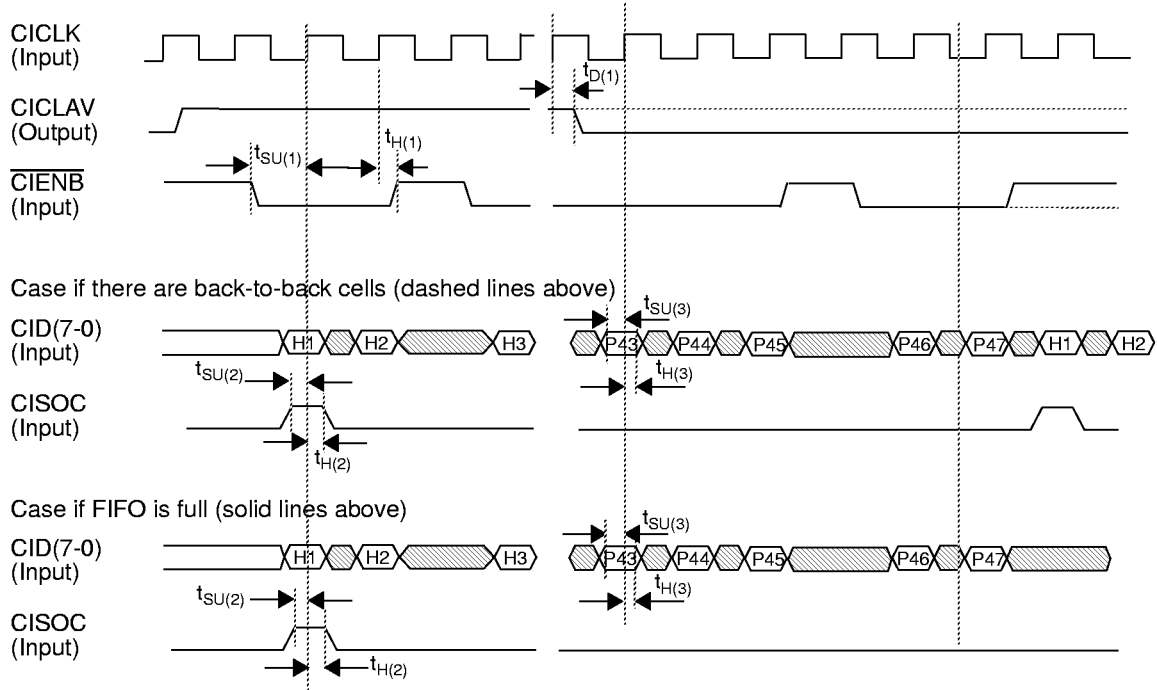 CICLK
(Input)
tD(1)
CICLAV
(Output)
tSU(1)
tH(1)
CIENB
(Input)
Case if there are back-to-back cells (dashed lines above)
tSU(3)
CID(7-0)
(Input)
H1 H2 H3 P43 P44 P45 P46 P47 H1 H2
tSU(2)
tH(3)
CISOC
(Input)
tH(2)
Case if FIFO is full (solid lines above)
tSU(3)
CID(7-0)
(Input)
H1 H2 H3 P43 P44 P45 P46 P47
tSU(2)
tH(3)
CISOC
(Input)
tH(2)